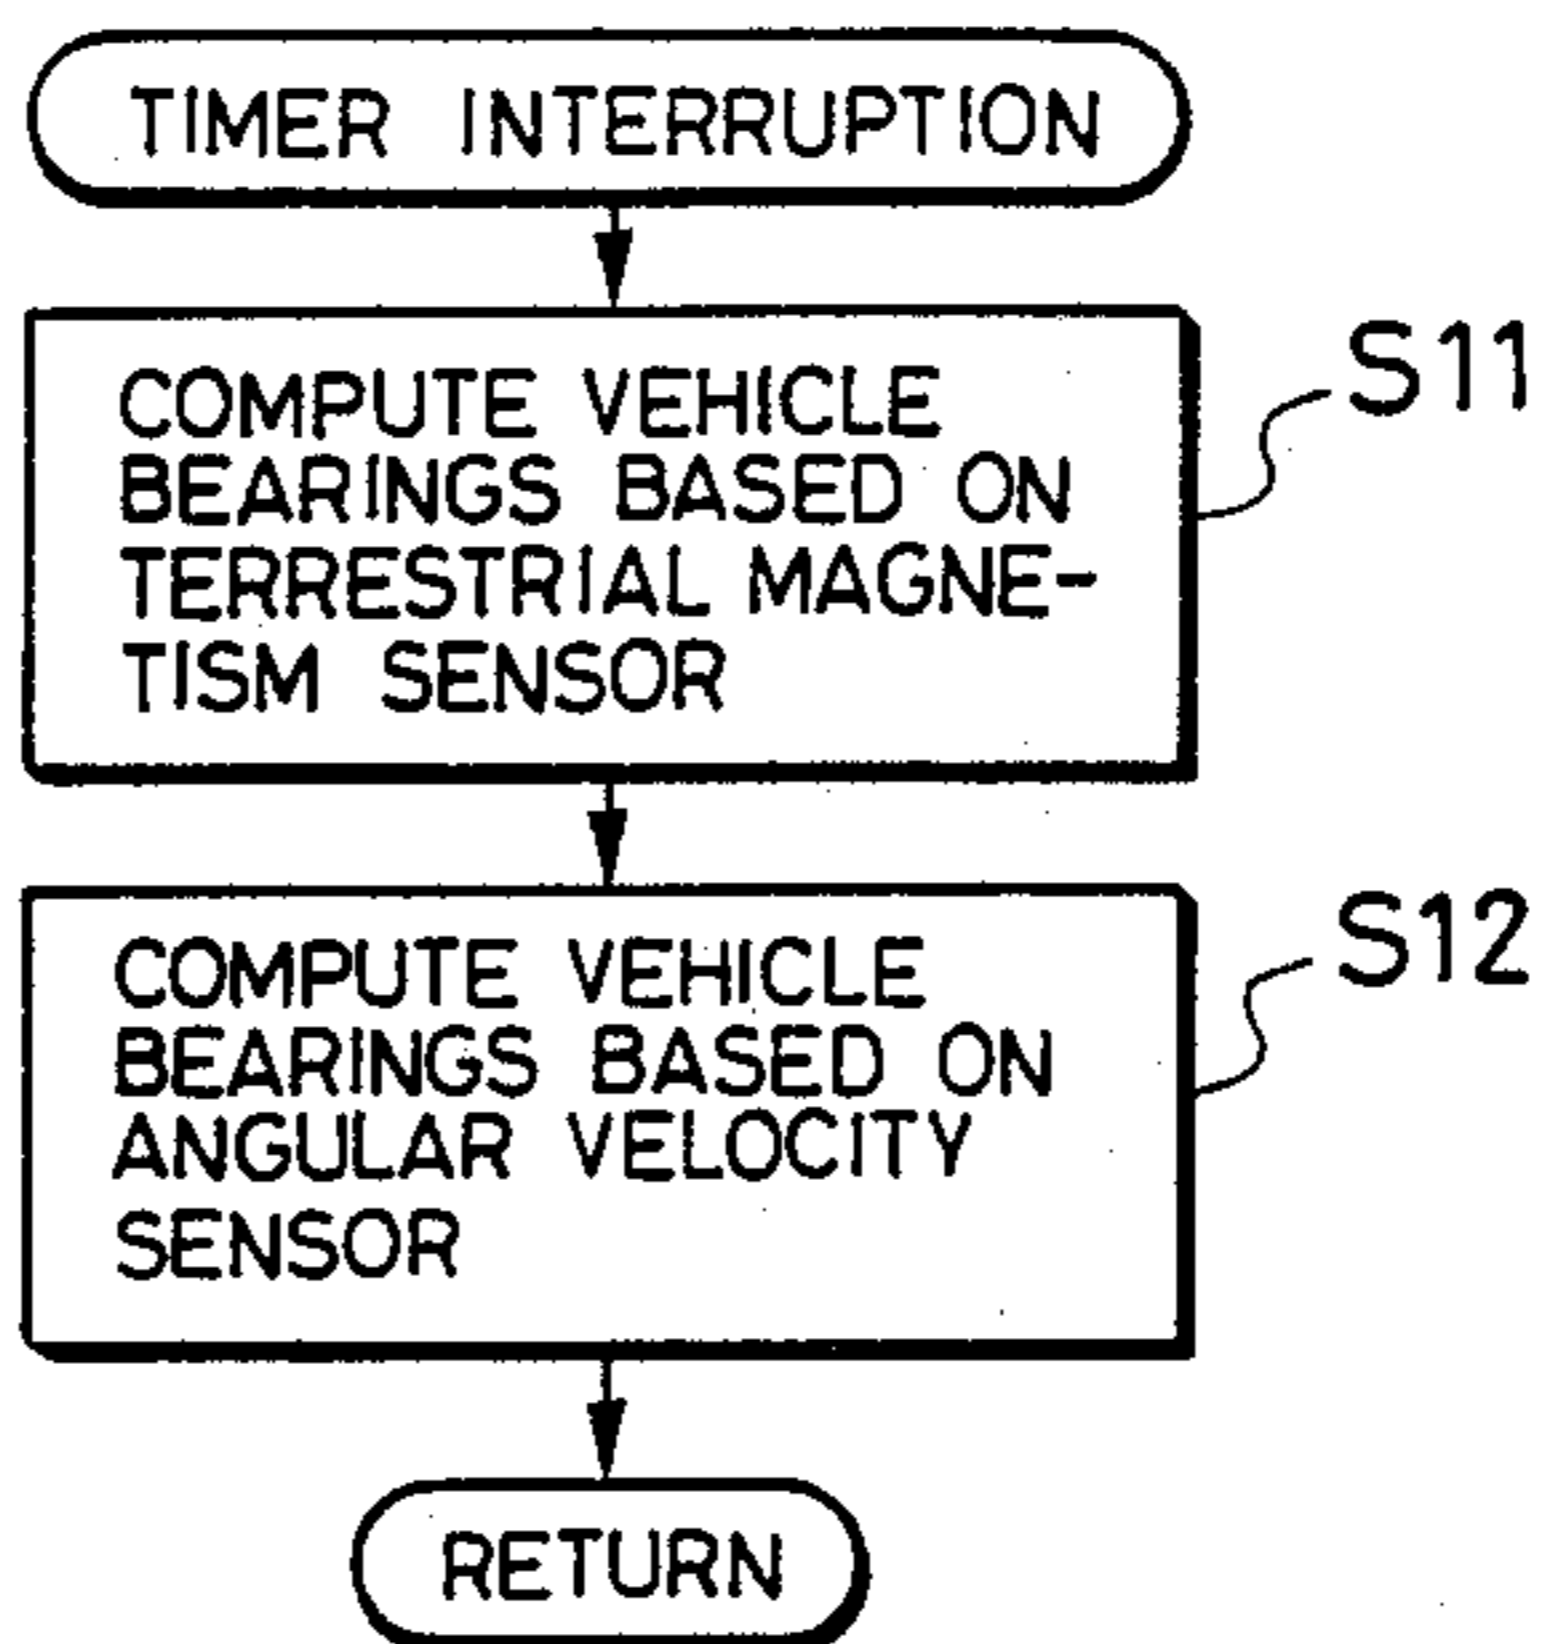 TIMER INTERRUPTION
COMPUTE VEHICLE
BEARINGS BASED ON
TERRESTRIAL MAGNE-
TISM SENSOR
S11
COMPUTE VEHICLE
BEARINGS BASED ON
ANGULAR VELOCITY
SENSOR
S12
RETURN